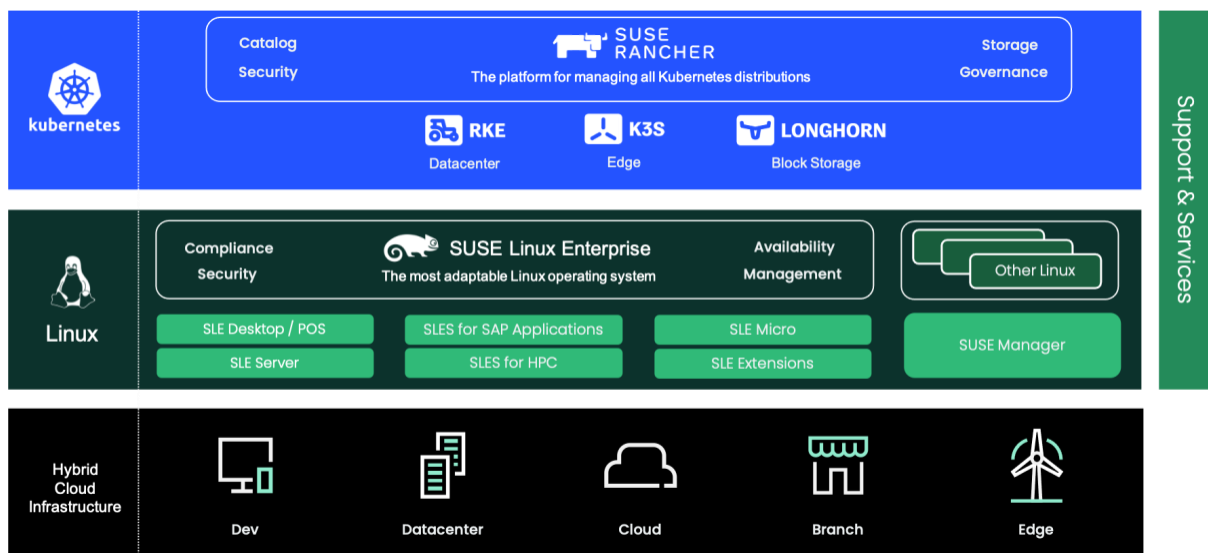 kubernetes
Catalog
Security
SUSE
RANCHER
The platform for managing all Kubernetes distributions
Storage
Governance
RKE
Datacenter
K3S
Edge
LONGHORN
Block Storage
Support & Services
Linux
Compliance
Security
SUSE Linux Enterprise
The most adaptable Linux operating system
Availability
Management
Other Linux
SLE Desktop / POS
SLES for SAP Applications
SLE Micro
SLE Server
SLES for HPC
SLE Extensions
SUSE Manager
Hybrid
Cloud
Infrastructure
Dev
Datacenter
Cloud
Branch
Edge